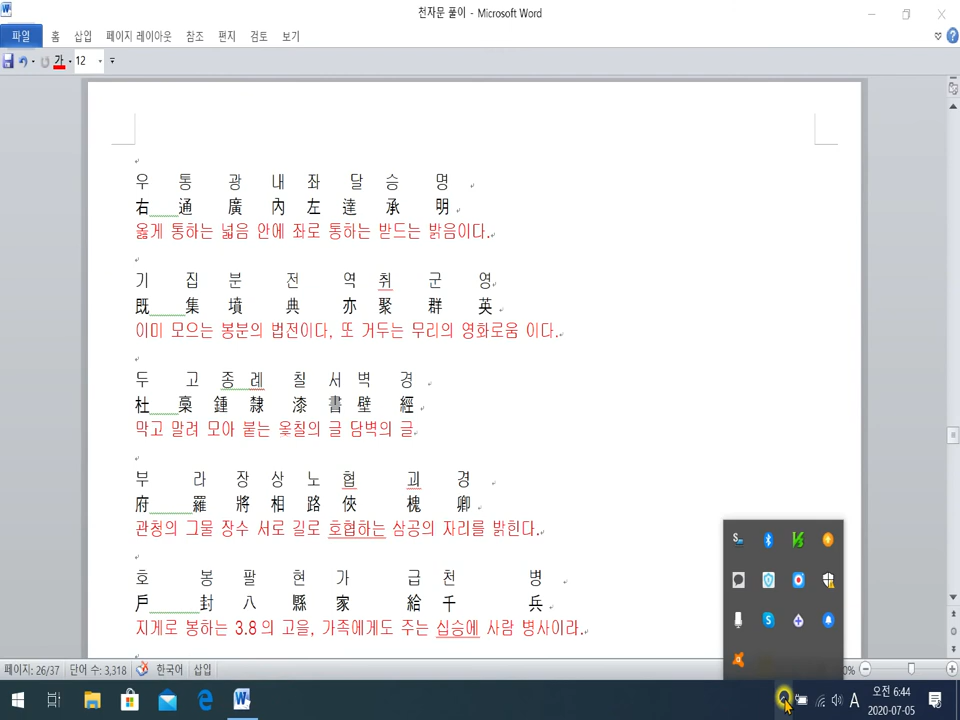 천자문 풀이 - Microsoft Word
파일 홈 삽입 페이지 레이아웃 참조 편지 검토 보기
가 12
우 통 광 내 좌 달 승 명
右 通 廣 內 左 達 承 明
옳게 통하는 넓음 안에 좌로 통하는 받드는 밝음이다.
기 집 분 전 역 취 군 영
既 集 墳 典 亦 聚 群 英
이미 모으는 봉분의 법전이다, 또 거두는 무리의 영화로움 이다.
두 고 종 례 칠 서 벽 경
杜 稾 鍾 隸 漆 書 壁 經
막고 말려 모아 붙는 옻칠의 글 담벽의 글
부 라 장 상 노 협 괴 경
府 羅 將 相 路 俠 槐 卿
관청의 그물 장수 서로 길로 호협하는 삼공의 자리를 밝힌다.
호 봉 팔 현 가 급 천 병
戶 封 八 縣 家 給 千 兵
지게로 봉하는 3.8의 고을, 가족에게도 주는 십승에 사람 병사이라.
페이지: 26/37 단어 수: 3,318 한국어 삽입 0%
A 오전 6:44
2020-07-05